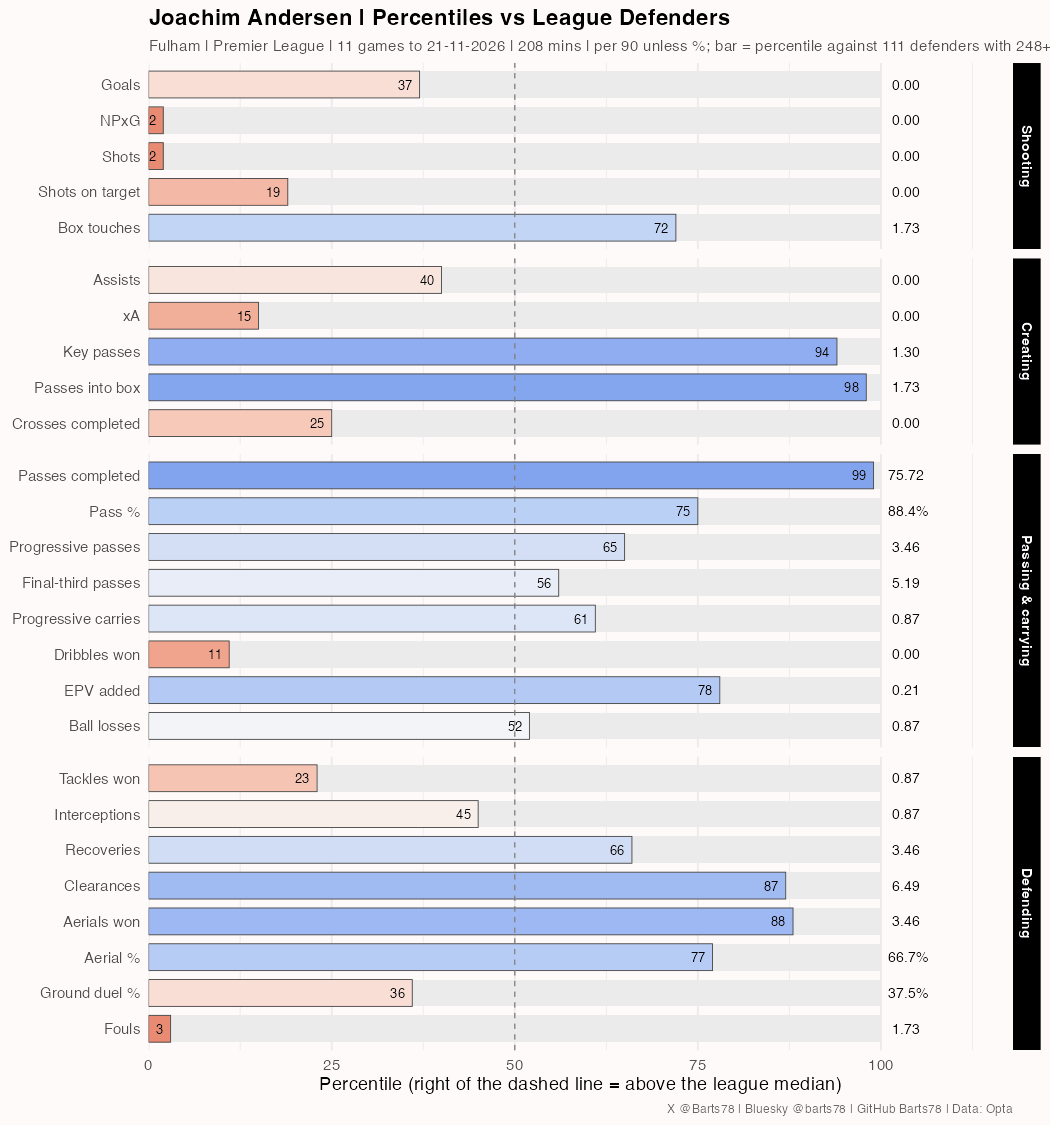 Joachim Andersen | Percentiles vs League Defenders
Fulham | Premier League | 11 games to 21-11-2026 | 208 mins | per 90 unless %; bar = percentile against 111 defenders with 248+
Goals 37 0.00
NPxG 2 0.00
Shots 2 0.00
Shots on target 19 0.00
Box touches 72 1.73
Shooting
Assists 40 0.00
xA 15 0.00
Key passes 94 1.30
Passes into box 98 1.73
Crosses completed 25 0.00
Creating
Passes completed 99 75.72
Pass % 75 88.4%
Progressive passes 65 3.46
Final-third passes 56 5.19
Progressive carries 61 0.87
Dribbles won 11 0.00
EPV added 78 0.21
Ball losses 52 0.87
Passing & carrying
Tackles won 23 0.87
Interceptions 45 0.87
Recoveries 66 3.46
Clearances 87 6.49
Aerials won 88 3.46
Aerial % 77 66.7%
Ground duel % 36 37.5%
Fouls 3 1.73
Defending
0 25 50 75 100
Percentile (right of the dashed line = above the league median)
X @Barts78 | Bluesky @barts78 | GitHub Barts78 | Data: Opta